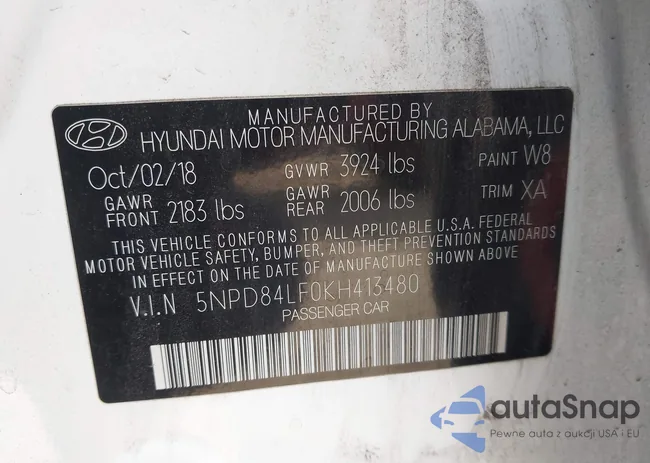 MANUFACTURED BY
HYUNDAI MOTOR MANUFACTURING ALABAMA, LLC
Oct/02/18 GVWR 3924 lbs PAINT W8
GAWR FRONT 2183 lbs GAWR REAR 2006 lbs TRIM XA
THIS VEHICLE CONFORMS TO ALL APPLICABLE U.S.A. FEDERAL
MOTOR VEHICLE SAFETY, BUMPER, AND THEFT PREVENTION STANDARDS
IN EFFECT ON THE DATE OF MANUFACTURE SHOWN ABOVE
V.I.N 5NPD84LF0KH413480
PASSENGER CAR
autaSnap
Pewne auta z aukcji USA i EU